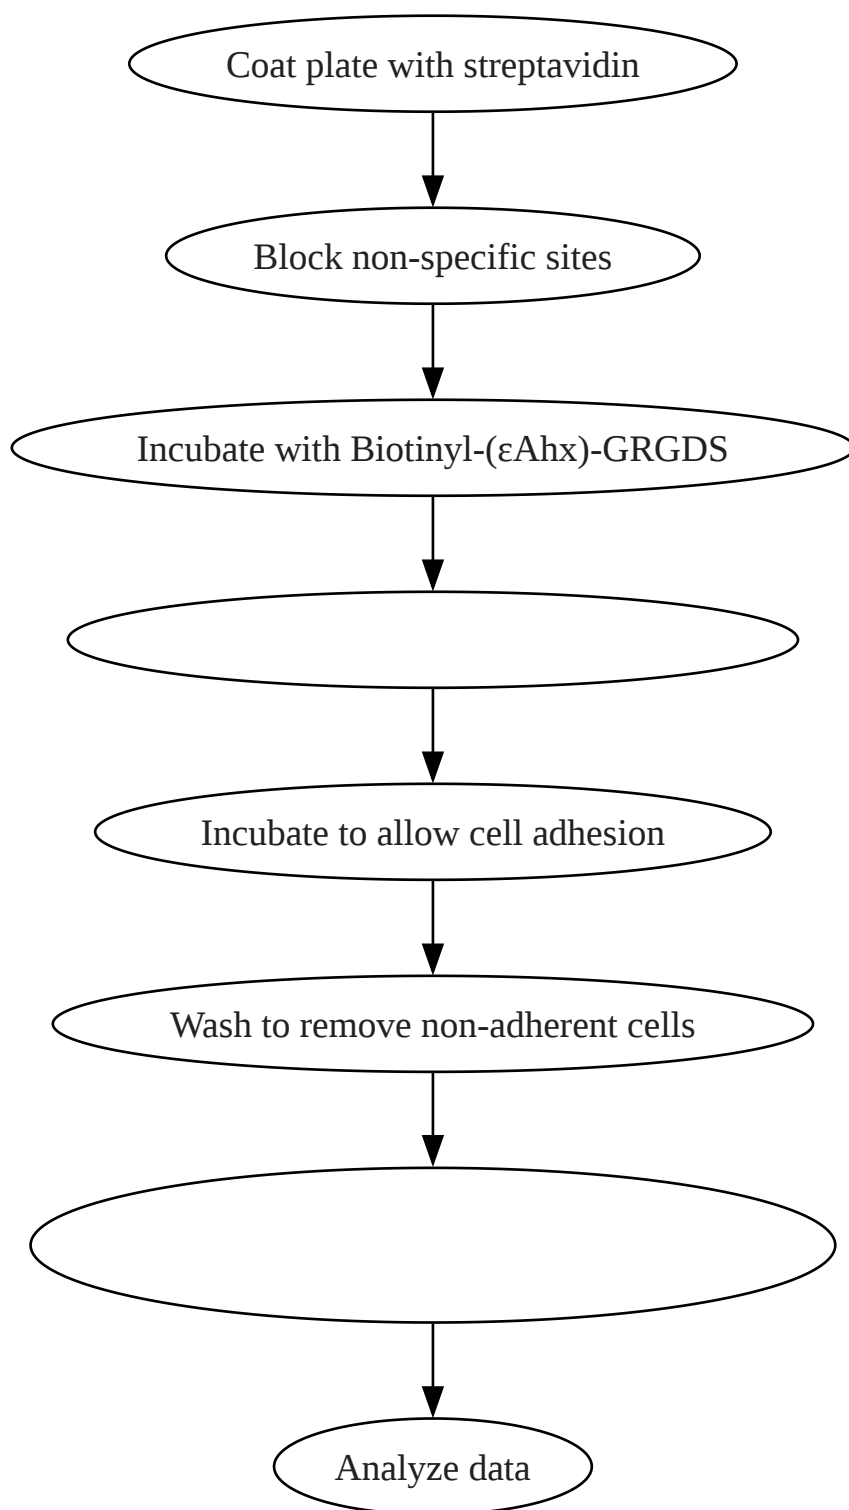 Coat plate with streptavidin
Block non-specific sites
Incubate with Biotinyl-(εAhx)-GRGDS
Incubate to allow cell adhesion
Wash to remove non-adherent cells
Analyze data